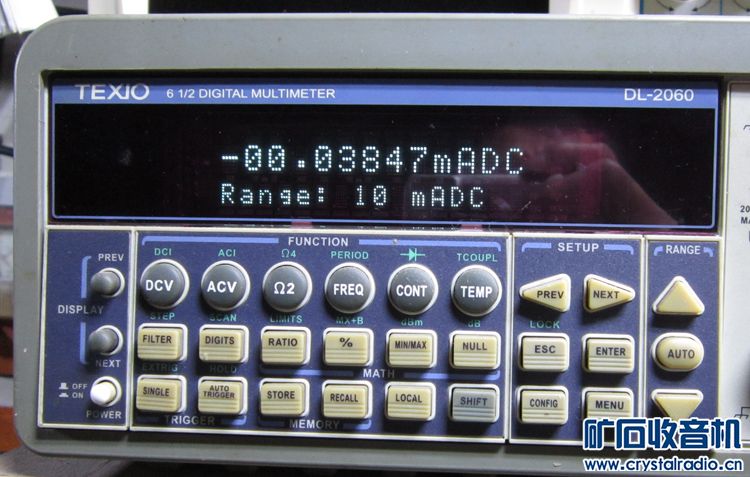 TEXIO 6 1/2 DIGITAL MULTIMETER DL-2060
-00.03847mADC
Range: 10 mADC
FUNCTION SETUP RANGE
PREV DCI ACI Ω4 PERIOD TCOUPL
DCV ACV Ω2 FREQ CONT TEMP PREV NEXT
DISPLAY
STEP SCAN LIMITS MX+B dBm dB LOCK
FILTER DIGITS RATIO % MIN/MAX NULL ESC ENTER AUTO
NEXT EXTRIG HOLD MATH
OFF
ON
SINGLE AUTO TRIGGER STORE RECALL LOCAL SHIFT CONFIG MENU
POWER
TRIGGER MEMORY
矿石收音机
www.crystalradio.cn